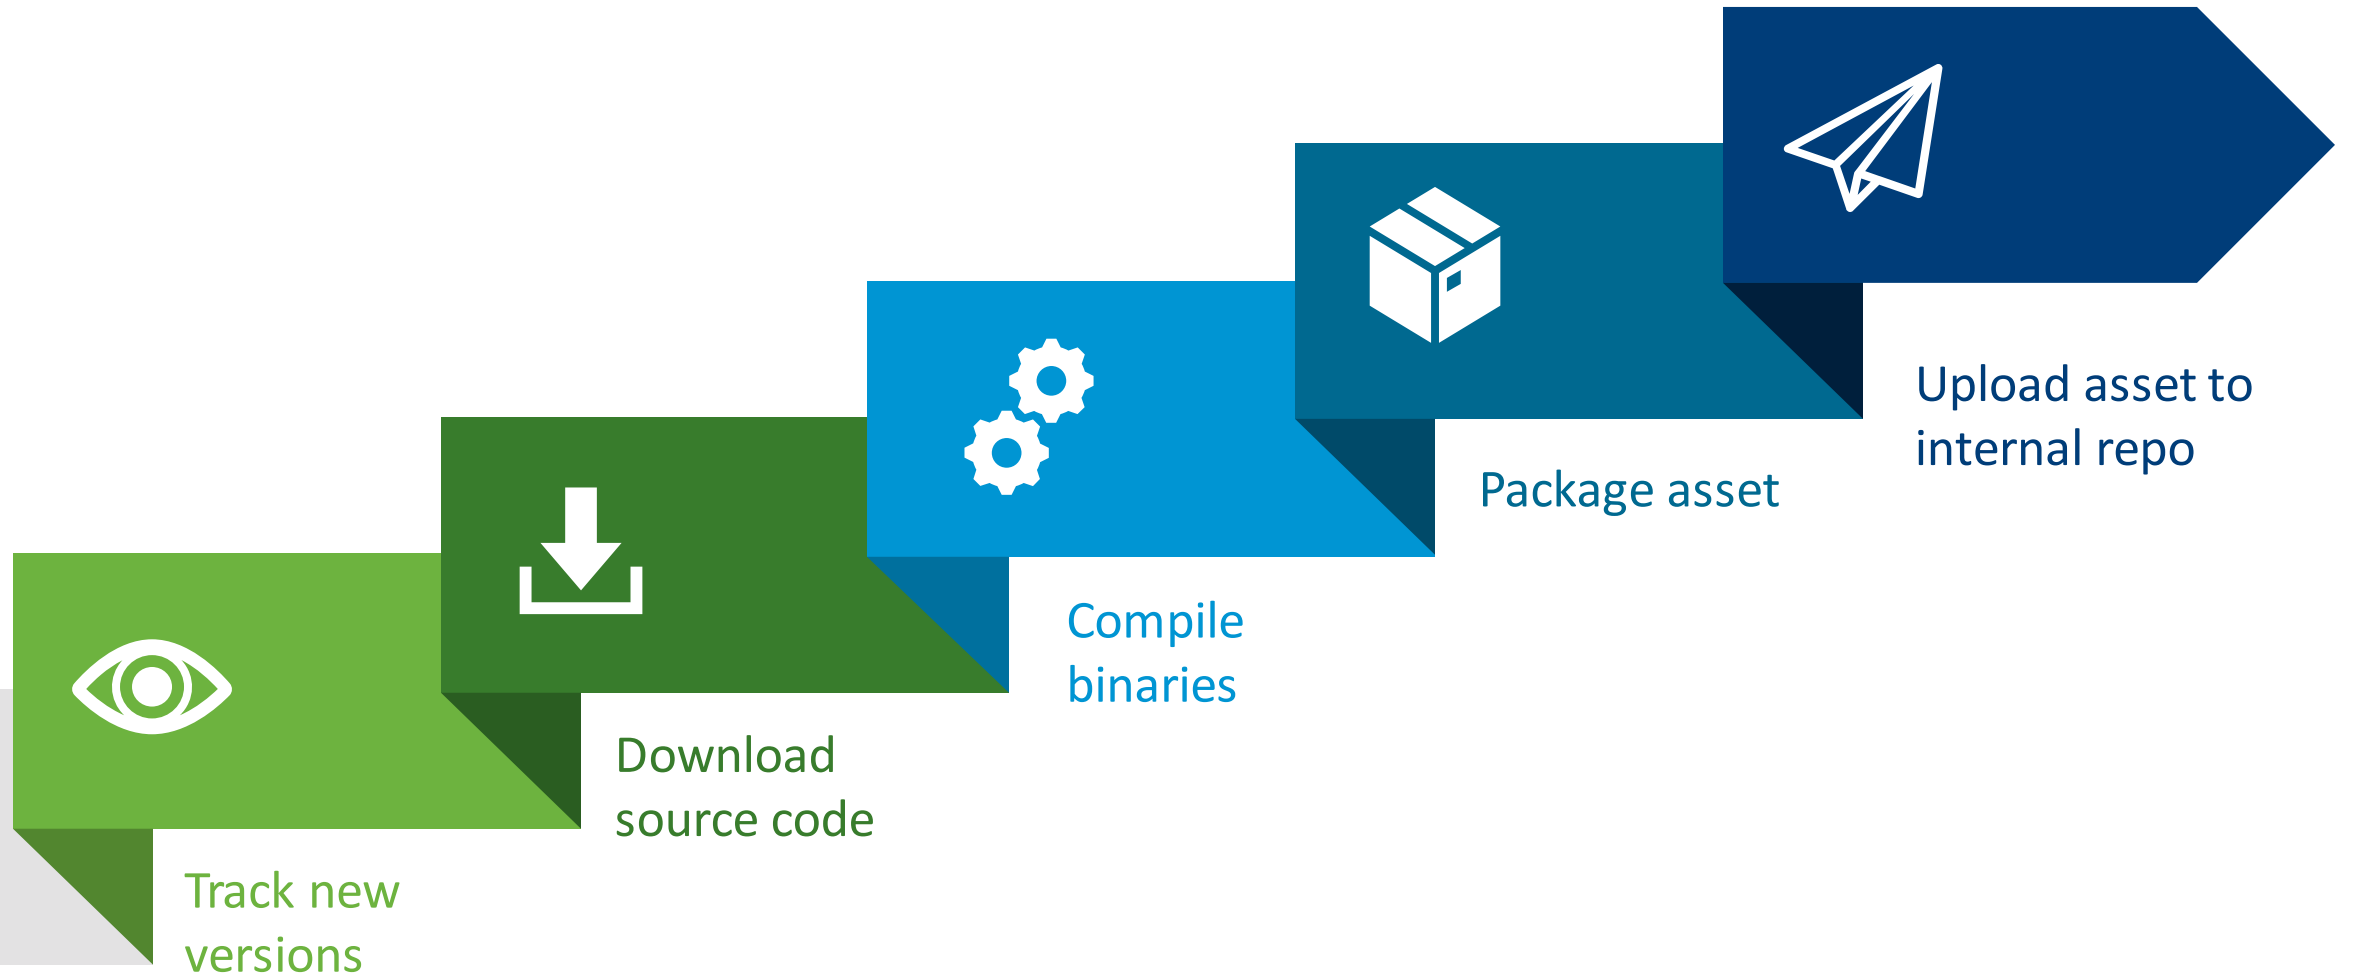 Track new
versions
Download
source code
Compile
binaries
Package asset
Upload asset to
internal repo